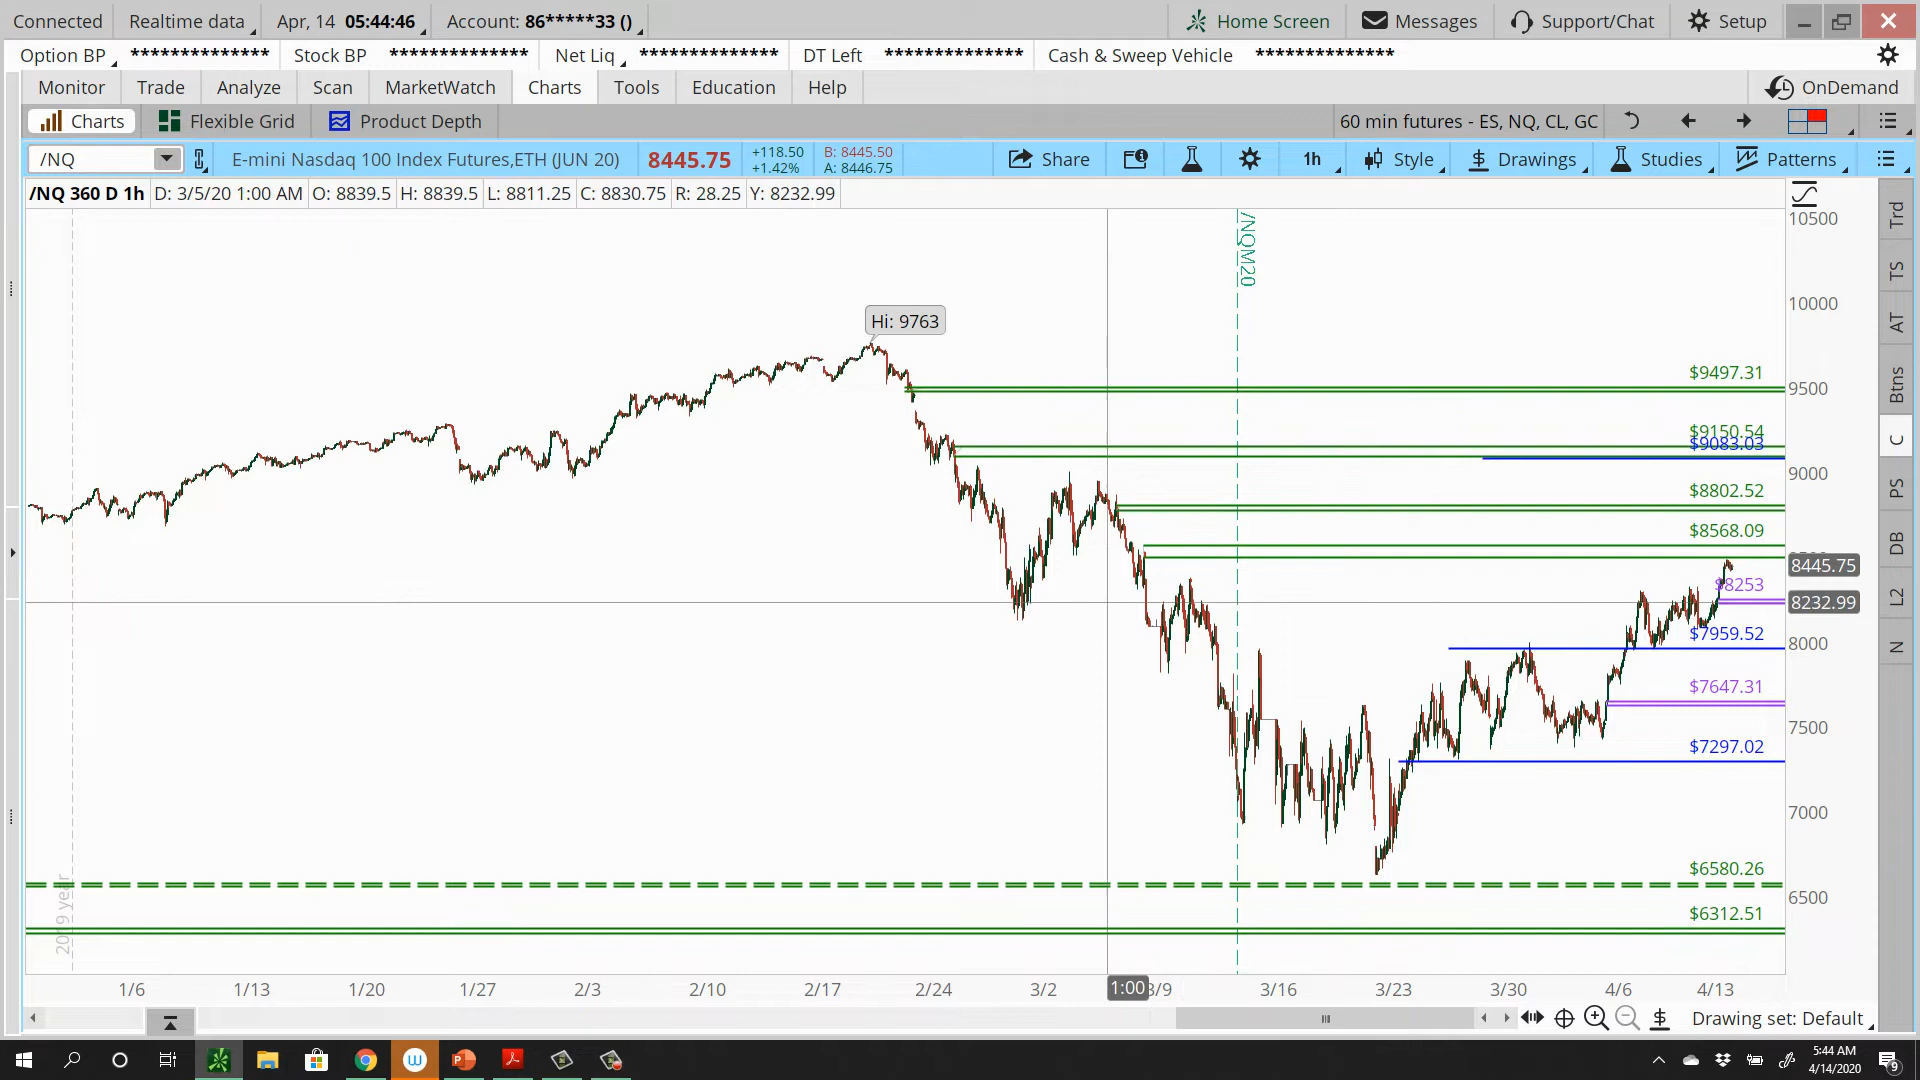 Connected Realtime data Apr, 14 05:44:46 Account: 86*****33 () Home Screen Messages Support/Chat Setup
Option BP ************** Stock BP ************** Net Liq ************** DT Left ************** Cash & Sweep Vehicle **************
Monitor Trade Analyze Scan MarketWatch Charts Tools Education Help OnDemand
Charts Flexible Grid Product Depth 60 min futures - ES, NQ, CL, GC
/NQ E-mini Nasdaq 100 Index Futures,ETH (JUN 20) 8445.75 +118.50 +1.42% B: 8445.50 A: 8446.75 Share 1h Style Drawings Studies Patterns
/NQ 360 D 1h D: 3/5/20 1:00 AM O: 8839.5 H: 8839.5 L: 8811.25 C: 8830.75 R: 28.25 Y: 8232.99
Trd
TS
AT
Btns
C
PS
DB
L2
N
/NQM20
Hi: 9763
10500
10000
$9497.31
9500
$9150.54
$9083.03
9000
$8802.52
$8568.09
8445.75
$8253
8232.99
$7959.52
8000
$7647.31
7500
$7297.02
7000
$6580.26
6500
$6312.51
2019 year
1/6 1/13 1/20 1/27 2/3 2/10 2/17 2/24 3/2 1:00 3/9 3/16 3/23 3/30 4/6 4/13
Drawing set: Default
5:44 AM
4/14/2020
9